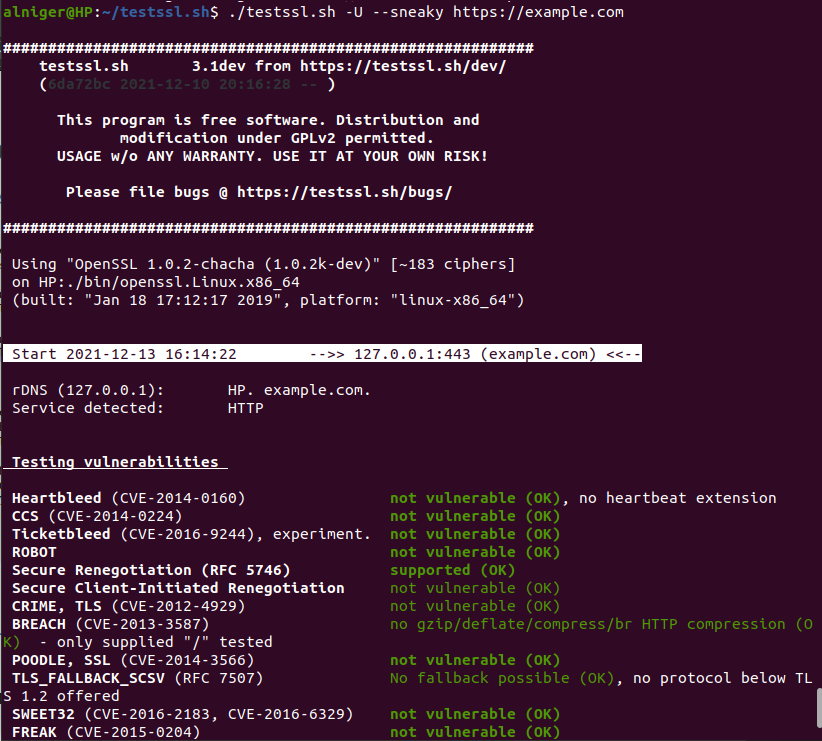 alniger@HP:~/testssl.sh$ ./testssl.sh -U --sneaky https://example.com
###########################################################
testssl.sh 3.1dev from https://testssl.sh/dev/
(6da72bc 2021-12-10 20:16:28 -- )
This program is free software. Distribution and
modification under GPLv2 permitted.
USAGE w/o ANY WARRANTY. USE IT AT YOUR OWN RISK!
Please file bugs @ https://testssl.sh/bugs/
###########################################################
Using "OpenSSL 1.0.2-chacha (1.0.2k-dev)" [~183 ciphers]
on HP:./bin/openssl.Linux.x86_64
(built: "Jan 18 17:12:17 2019", platform: "linux-x86_64")
Start 2021-12-13 16:14:22 -->> 127.0.0.1:443 (example.com) <<--
rDNS (127.0.0.1): HP. example.com.
Service detected: HTTP
Testing vulnerabilities
Heartbleed (CVE-2014-0160) not vulnerable (OK), no heartbeat extension
CCS (CVE-2014-0224) not vulnerable (OK)
Ticketbleed (CVE-2016-9244), experiment. not vulnerable (OK)
ROBOT not vulnerable (OK)
Secure Renegotiation (RFC 5746) supported (OK)
Secure Client-Initiated Renegotiation not vulnerable (OK)
CRIME, TLS (CVE-2012-4929) not vulnerable (OK)
BREACH (CVE-2013-3587) no gzip/deflate/compress/br HTTP compression (O
K) - only supplied "/" tested
POODLE, SSL (CVE-2014-3566) not vulnerable (OK)
TLS_FALLBACK_SCSV (RFC 7507) No fallback possible (OK), no protocol below TL
S 1.2 offered
SWEET32 (CVE-2016-2183, CVE-2016-6329) not vulnerable (OK)
FREAK (CVE-2015-0204) not vulnerable (OK)